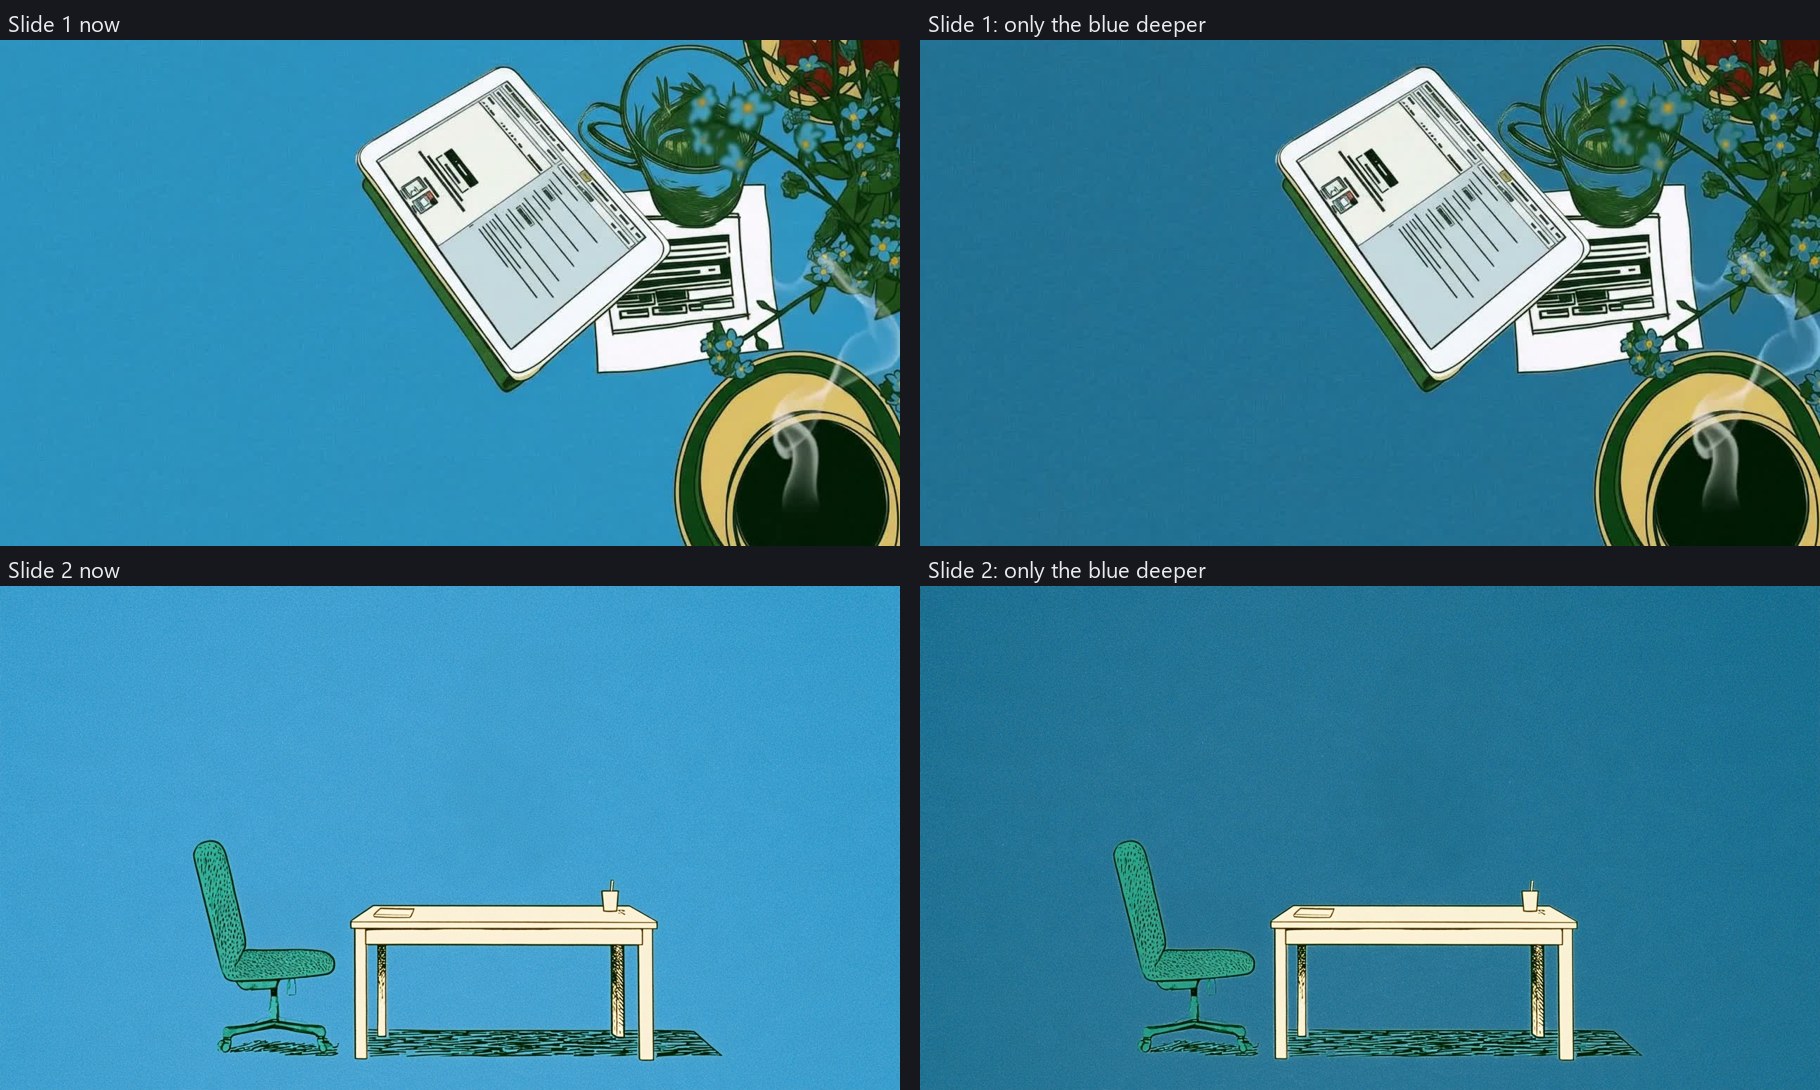 Slide 1 now
Slide 1: only the blue deeper
Slide 2 now
Slide 2: only the blue deeper